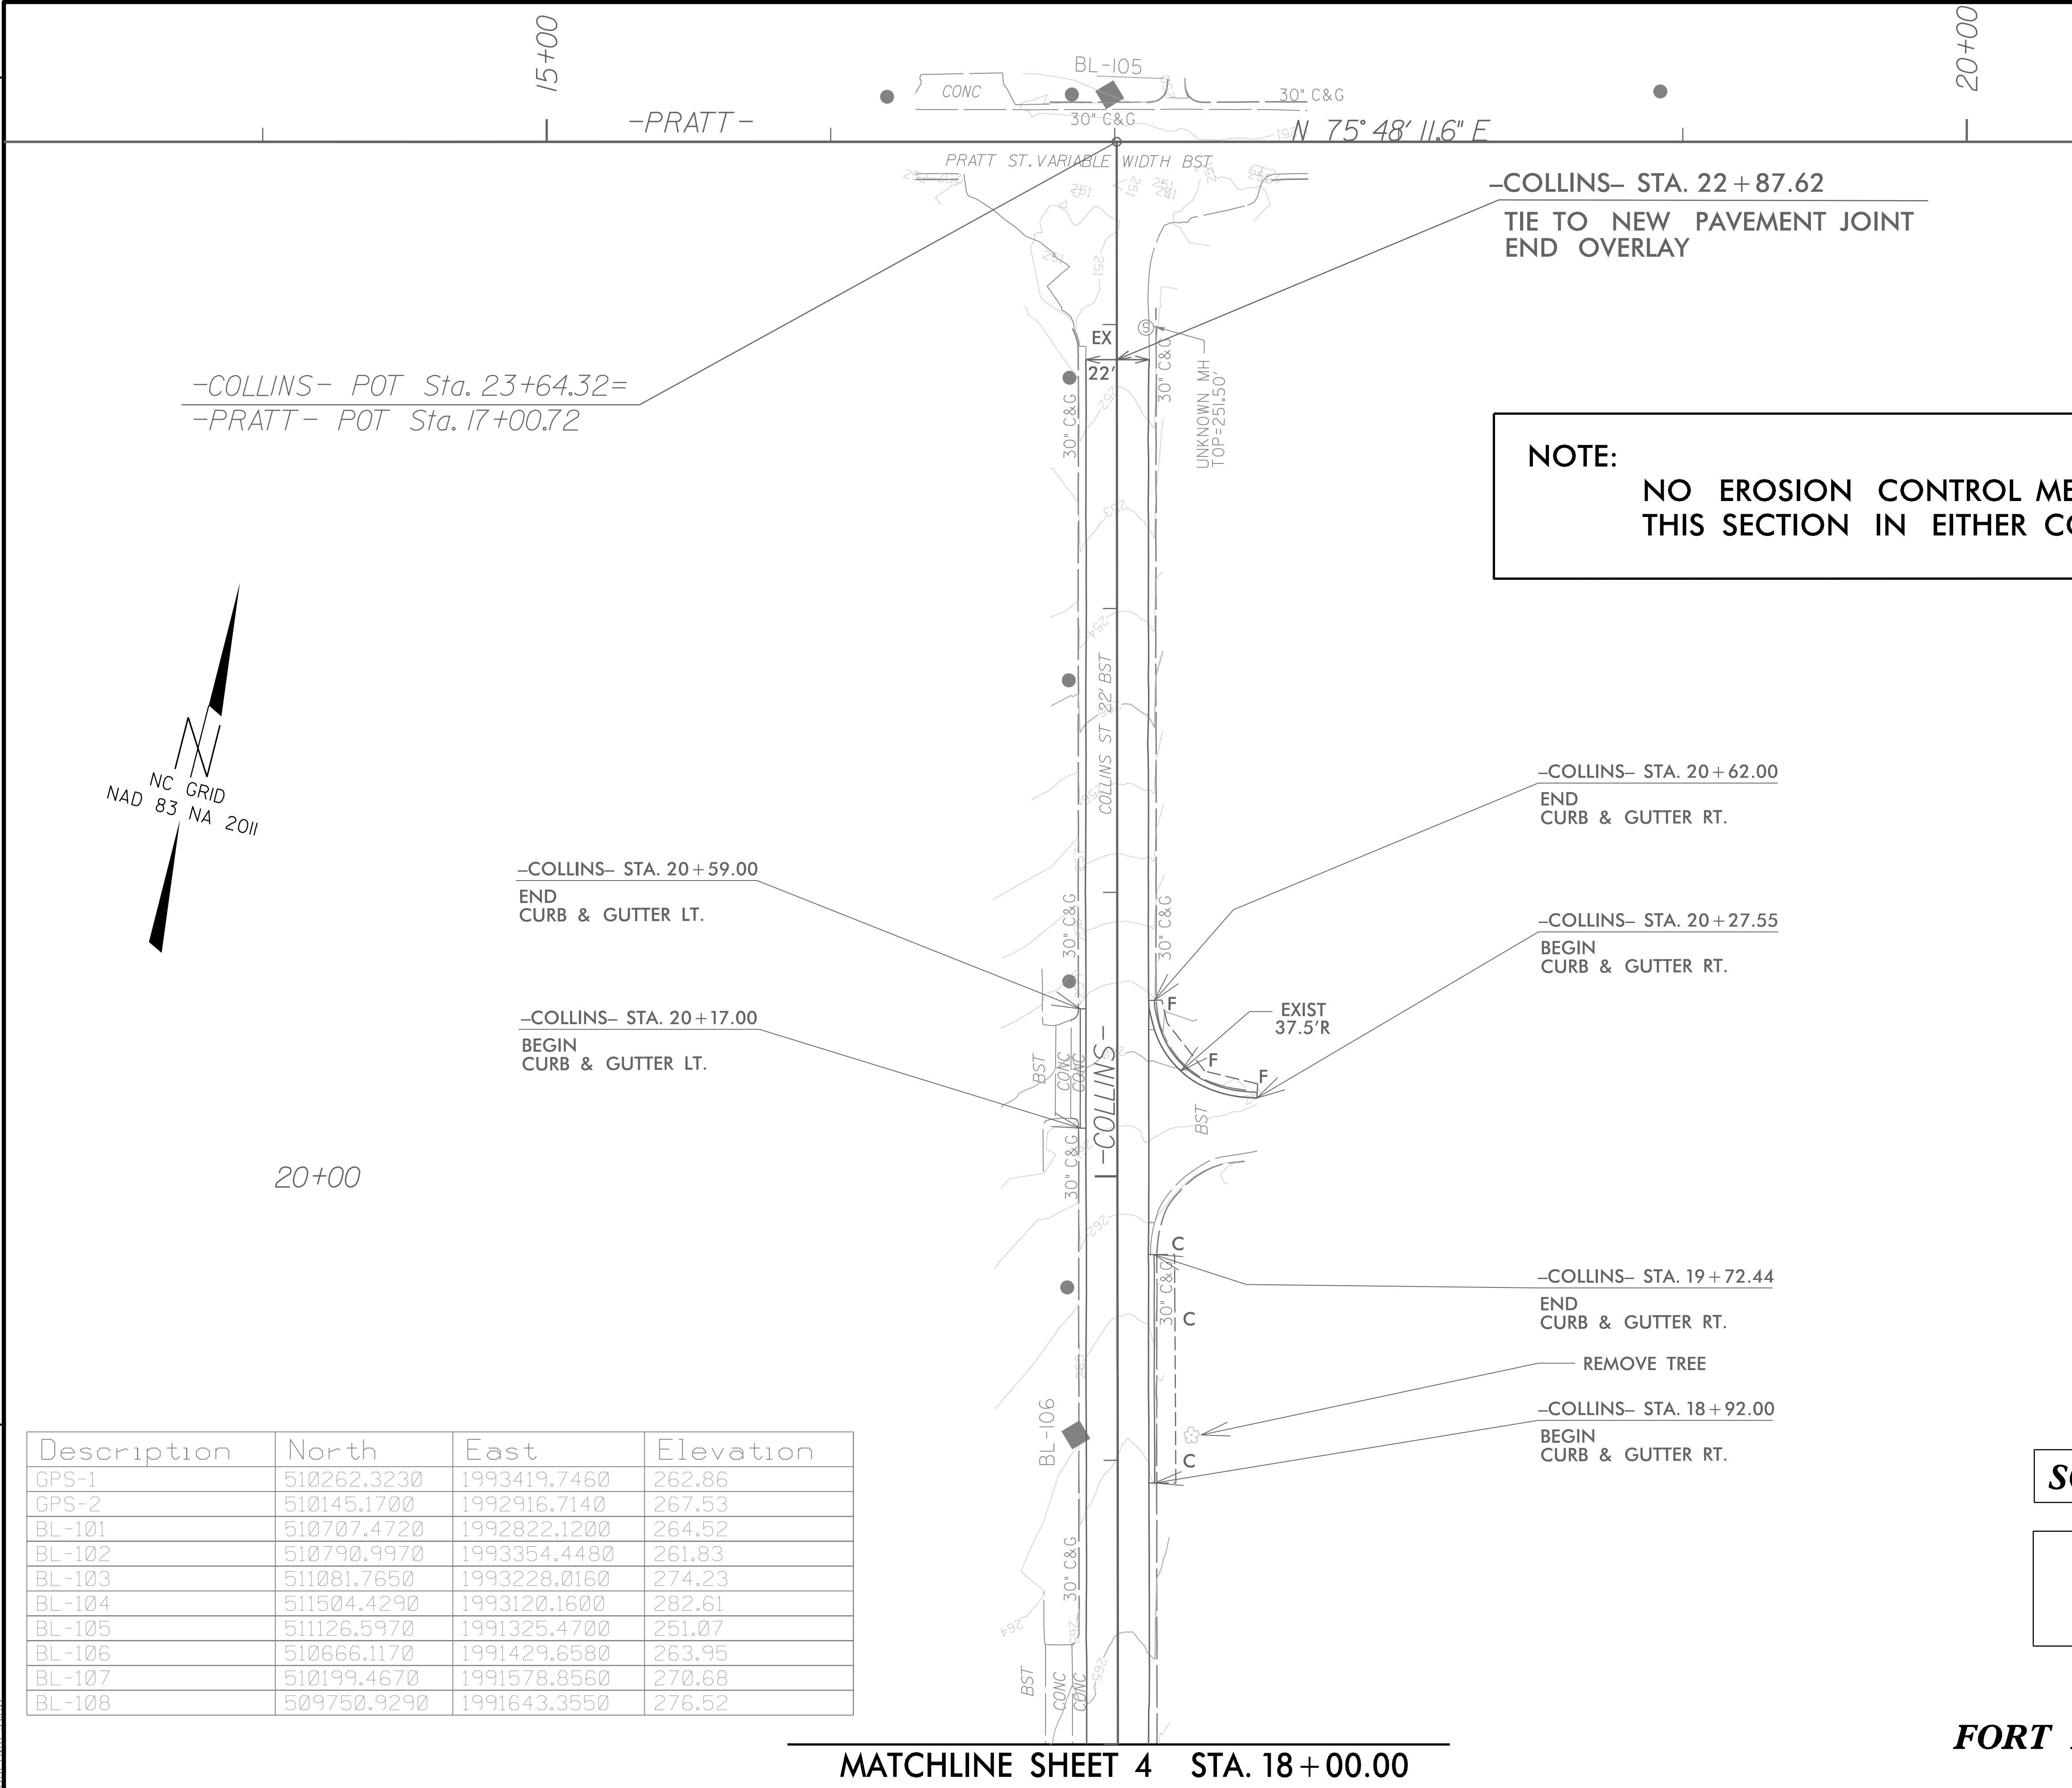 15+00
20+00
BL-105
CONC
30" C&G
30" C&G
-PRATT-
N 75° 48' 11.6" E
PRATT ST. VARIABLE WIDTH BST
–COLLINS– STA. 22+87.62
TIE TO NEW PAVEMENT JOINT
END OVERLAY
251
251
251
251
EX
22'
S
30" C&G
30" C&G
UNKNOWN MH
TOP=251.50'
-COLLINS- POT Sta. 23+64.32=
-PRATT- POT Sta. 17+00.72
252
NOTE:
NO EROSION CONTROL ME
THIS SECTION IN EITHER CO
253
254
COLLINS ST 22' BST
NC GRID
NAD 83 NA 2011
256
–COLLINS– STA. 20+62.00
END
CURB & GUTTER RT.
–COLLINS– STA. 20+59.00
END
CURB & GUTTER LT.
30" C&G
30" C&G
–COLLINS– STA. 20+27.55
BEGIN
CURB & GUTTER RT.
F
EXIST
37.5'R
F
F
–COLLINS– STA. 20+17.00
BEGIN
CURB & GUTTER LT.
BST
CONC
CONC
-COLLINS-
BST
30" C&G
20+00
262
C
30" C&G
C
–COLLINS– STA. 19+72.44
END
CURB & GUTTER RT.
REMOVE TREE
BL-106
C
–COLLINS– STA. 18+92.00
BEGIN
CURB & GUTTER RT.
Description North East Elevation
GPS-1 510262.3230 1993419.7460 262.86
GPS-2 510145.1700 1992916.7140 267.53
BL-101 510707.4720 1992822.1200 264.52
BL-102 510790.9970 1993354.4480 261.83
BL-103 511081.7650 1993228.0160 274.23
BL-104 511504.4290 1993120.1600 282.61
BL-105 511126.5970 1991325.4700 251.07
BL-106 510666.1170 1991429.6580 263.95
BL-107 510199.4670 1991578.8560 270.68
BL-108 509750.9290 1991643.3550 276.52
30" C&G
264
265
BST
CONC
CONC
FORT
MATCHLINE SHEET 4 STA. 18+00.00